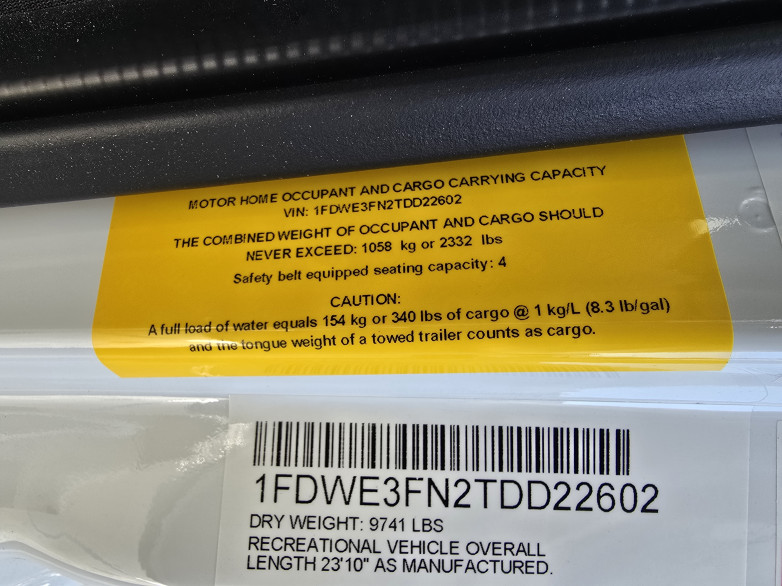 MOTOR HOME OCCUPANT AND CARGO CARRYING CAPACITY
VIN: 1FDWE3FN2TDD22602
THE COMBINED WEIGHT OF OCCUPANT AND CARGO SHOULD
NEVER EXCEED: 1058 kg or 2332 lbs
Safety belt equipped seating capacity: 4
CAUTION:
A full load of water equals 154 kg or 340 lbs of cargo @ 1 kg/L (8.3 lb/gal)
and the tongue weight of a towed trailer counts as cargo.
1FDWE3FN2TDD22602
DRY WEIGHT: 9741 LBS
RECREATIONAL VEHICLE OVERALL
LENGTH 23'10" AS MANUFACTURED.